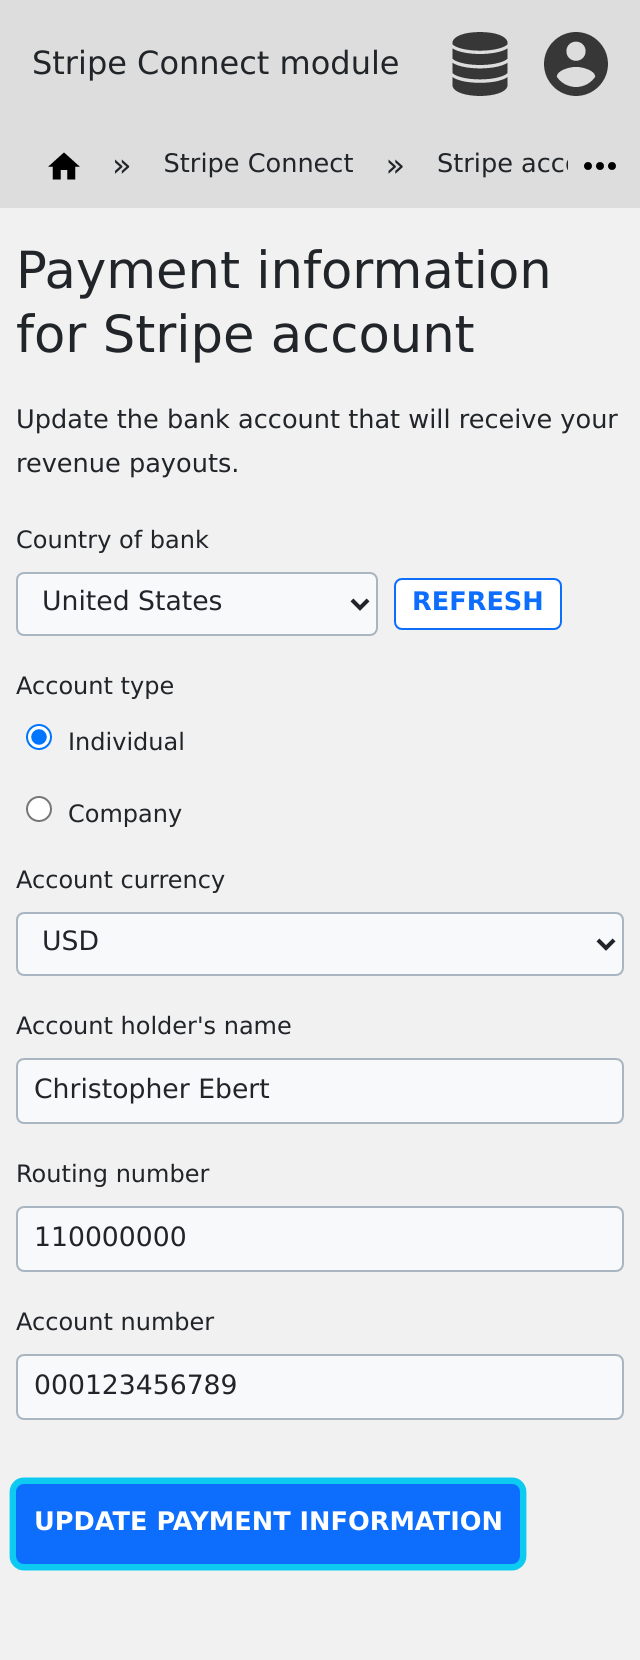 Stripe Connect module
» Stripe Connect » Stripe
Payment information
for Stripe account
Update the bank account that will receive your
revenue payouts.
Country of bank
United States
REFRESH
Account type
Individual
Company
Account currency
USD
Account holder's name
Christopher Ebert
Routing number
110000000
Account number
000123456789
UPDATE PAYMENT INFORMATION